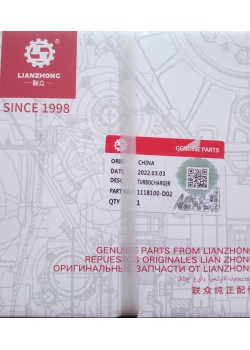 LIANZHONG
联众
SINCE 1998
GENUINE PARTS
CHINA
2022.03.03
TURBOCHARGER
1118100-D02
QTY 1
GENUINE PARTS FROM LIANZHONG
REPUESTOS ORIGINALES LIAN ZHONG
ОРИГИНАЛЬНЫЕ ЗАПЧАСТИ ОТ LIANZHONG
联众纯正配件